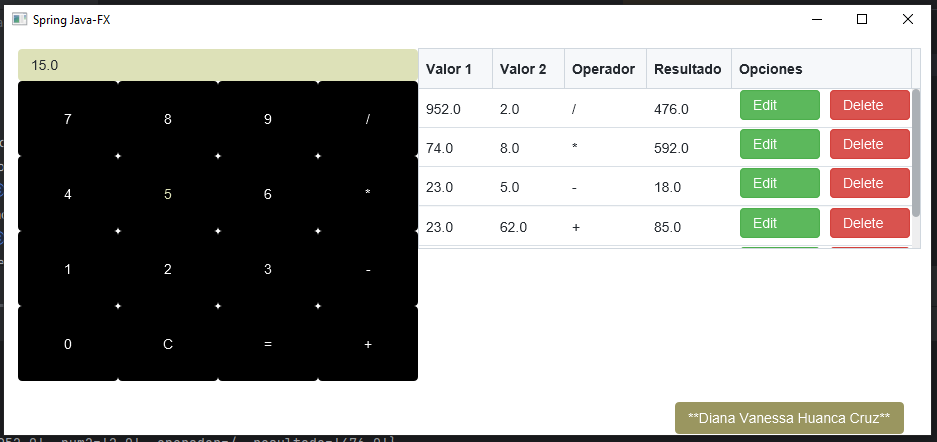 Spring Java-FX
15.0
7 8 9 /
4 5 6 *
1 2 3 -
0 C = +
Valor 1 Valor 2 Operador Resultado Opciones
952.0 2.0 / 476.0 Edit Delete
74.0 8.0 * 592.0 Edit Delete
23.0 5.0 - 18.0 Edit Delete
23.0 62.0 + 85.0 Edit Delete
**Diana Vanessa Huanca Cruz**